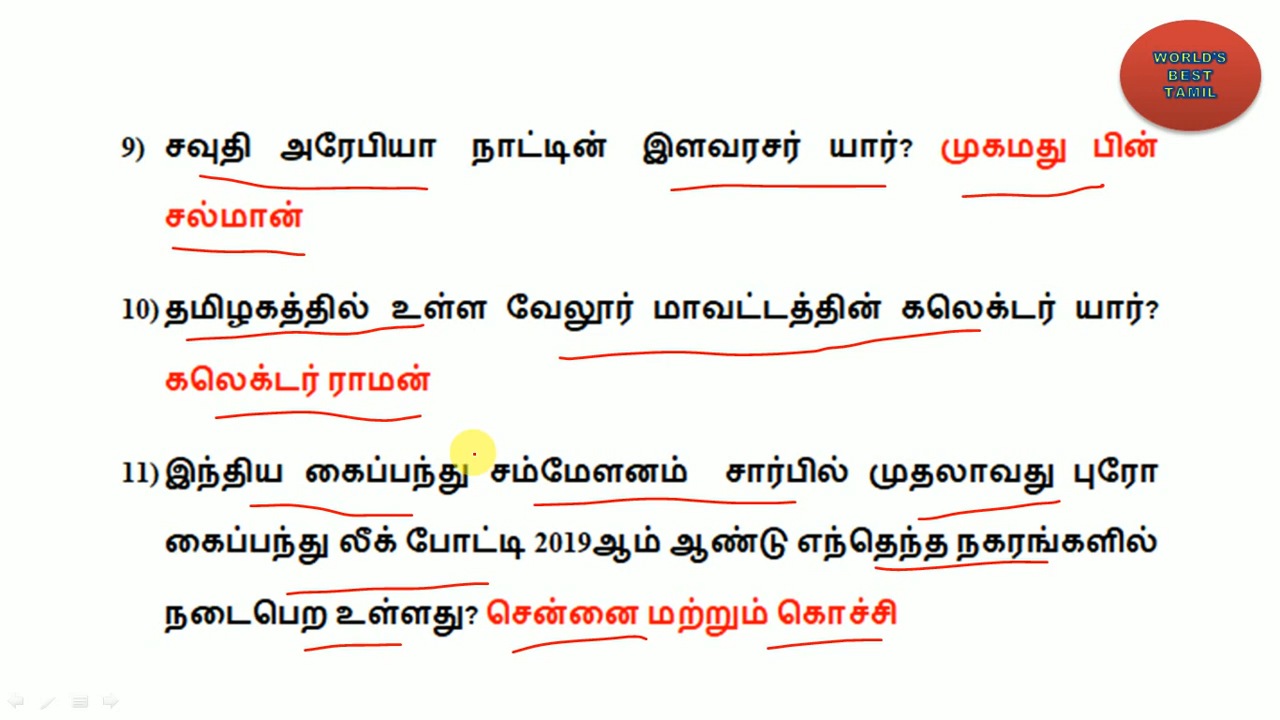 WORLD'S
BEST
TAMIL
9) சவுதி அரேபியா நாட்டின் இளவரசர் யார்? முகமது பின்
சல்மான்
10) தமிழகத்தில் உள்ள வேலூர் மாவட்டத்தின் கலெக்டர் யார்?
கலெக்டர் ராமன்
11) இந்திய கைப்பந்து சம்மேளனம் சார்பில் முதலாவது புரோ
கைப்பந்து லீக் போட்டி 2019ஆம் ஆண்டு எந்தெந்த நகரங்களில்
நடைபெற உள்ளது? சென்னை மற்றும் கொச்சி